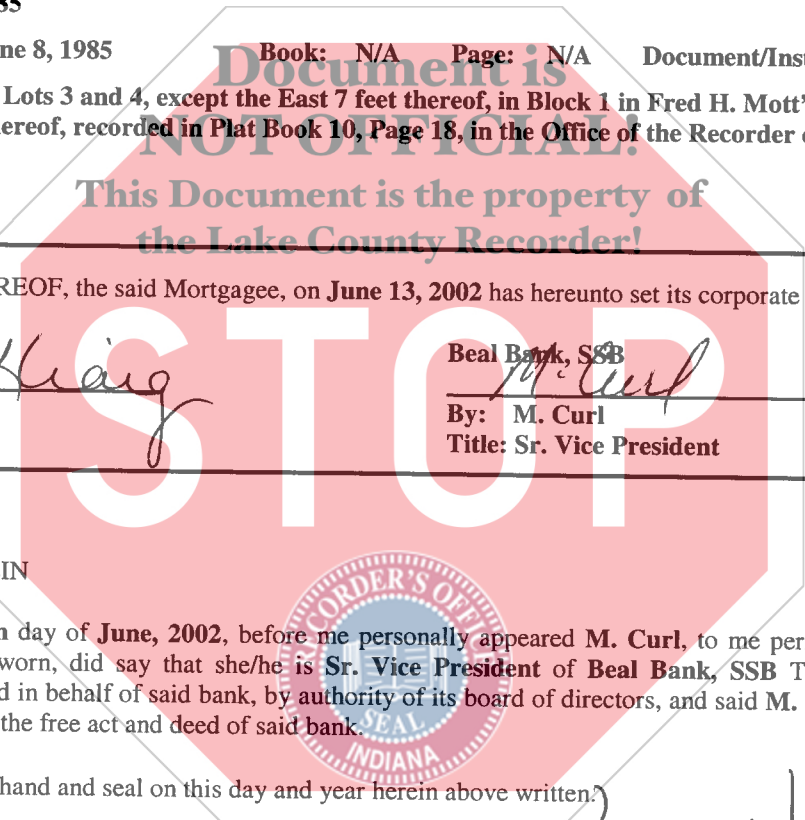 35
ne 8, 1985 Book: N/A Page: N/A Document/Inst
Document is
Lots 3 and 4, except the East 7 feet thereof, in Block 1 in Fred H. Mott'
ereof, recorded in Plat Book 10, Page 18, in the Office of the Recorder
NOT OFFICIAL!
This Document is the property of
the Lake County Recorder!
REOF, the said Mortgagee, on June 13, 2002 has hereunto set its corporate
STOP
Beal Bank, SSB
M. Curl
By: M. Curl
Title: Sr. Vice President
IN
day of June, 2002, before me personally appeared M. Curl, to me per
worn, did say that she/he is Sr. Vice President of Beal Bank, SSB T
d in behalf of said bank, by authority of its board of directors, and said M.
the free act and deed of said bank.
RECORDER'S OFFICE
SEAL
INDIANA
hand and seal on this day and year herein above written.